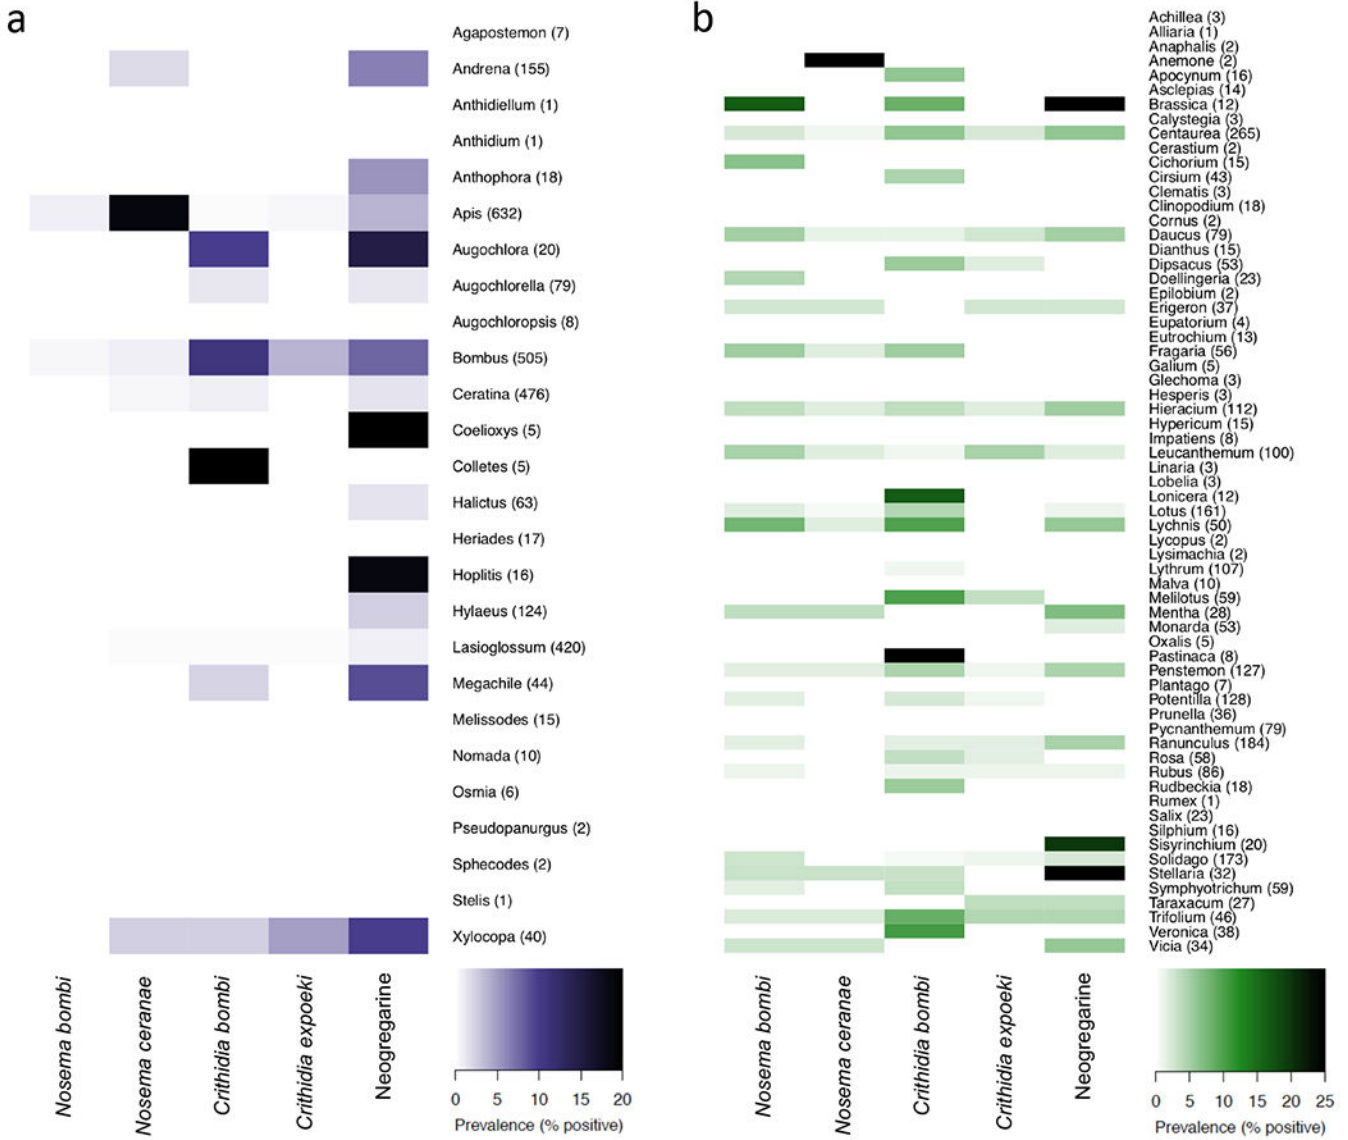 a
Agapostemon (7)
Andrena (155)
Anthidiellum (1)
Anthidium (1)
Anthophora (18)
Apis (632)
Augochlora (20)
Augochlorella (79)
Augochloropsis (8)
Bombus (505)
Ceratina (476)
Coelioxys (5)
Colletes (5)
Halictus (63)
Heriades (17)
Hoplitis (16)
Hylaeus (124)
Lasioglossum (420)
Megachile (44)
Melissodes (15)
Nomada (10)
Osmia (6)
Pseudopanurgus (2)
Sphecodes (2)
Stelis (1)
Xylocopa (40)
Nosema bombi
Nosema ceranae
Crithidia bombi
Crithidia expoeki
Neogregarine
0 5 10 15 20
Prevalence (% positive)
b
Achillea (3)
Alliaria (1)
Anaphalis (2)
Anemone (2)
Apocynum (16)
Asclepias (14)
Brassica (12)
Calystegia (3)
Centaurea (265)
Cerastium (2)
Cichorium (15)
Cirsium (43)
Clematis (3)
Clinopodium (18)
Cornus (2)
Daucus (79)
Dianthus (15)
Dipsacus (53)
Doellingeria (23)
Epilobium (2)
Erigeron (37)
Eupatorium (4)
Eutrochium (13)
Fragaria (56)
Galium (5)
Glechoma (3)
Hesperis (3)
Hieracium (112)
Hypericum (15)
Impatiens (8)
Leucanthemum (100)
Linaria (3)
Lobelia (3)
Lonicera (12)
Lotus (161)
Lychnis (50)
Lycopus (2)
Lysimachia (2)
Lythrum (107)
Malva (10)
Melilotus (59)
Mentha (28)
Monarda (53)
Oxalis (5)
Pastinaca (8)
Penstemon (127)
Plantago (7)
Potentilla (128)
Prunella (36)
Pycnanthemum (79)
Ranunculus (184)
Rosa (58)
Rubus (86)
Rudbeckia (18)
Rumex (1)
Salix (23)
Silphium (16)
Sisyrinchium (20)
Solidago (173)
Stellaria (32)
Symphyotrichum (59)
Taraxacum (27)
Trifolium (46)
Veronica (38)
Vicia (34)
Nosema bombi
Nosema ceranae
Crithidia bombi
Crithidia expoeki
Neogregarine
0 5 10 15 20 25
Prevalence (% positive)